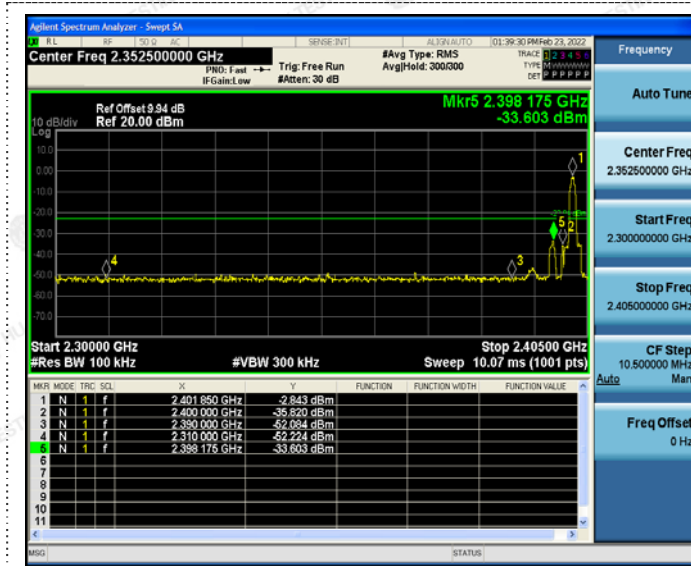 Agilent Spectrum Analyzer - Swept SA
RL RF 50 Ω AC SENSE:INT ALIGN AUTO 01:39:30 PM Feb 23, 2022
Center Freq 2.352500000 GHz
PNO: Fast
IFGain:Low
Trig: Free Run
#Atten: 30 dB
#Avg Type: RMS
Avg|Hold: 300/300
TRACE 1 2 3 4 5 6
TYPE M W W W W W
DET P P P P P P
Ref Offset 9.94 dB
10 dB/div Ref 20.00 dBm
Log
Mkr5 2.398 175 GHz
-33.603 dBm
10.0
0.00
-10.0
-20.0
-30.0
-40.0
-50.0
-60.0
-70.0
1
5
2
3
4
Start 2.30000 GHz Stop 2.40500 GHz
#Res BW 100 kHz #VBW 300 kHz Sweep 10.07 ms (1001 pts)
MKR MODE TRC SCL X Y FUNCTION FUNCTION WIDTH FUNCTION VALUE
1 N 1 f 2.401 850 GHz -2.843 dBm
2 N 1 f 2.400 000 GHz -35.820 dBm
3 N 1 f 2.390 000 GHz -52.084 dBm
4 N 1 f 2.310 000 GHz -52.224 dBm
5 N 1 f 2.398 175 GHz -33.603 dBm
6
7
8
9
10
11
MSG STATUS
Frequency
Auto Tune
Center Freq
2.352500000 GHz
Start Freq
2.300000000 GHz
Stop Freq
2.405000000 GHz
CF Step
10.500000 MHz
Auto Man
Freq Offset
0 Hz